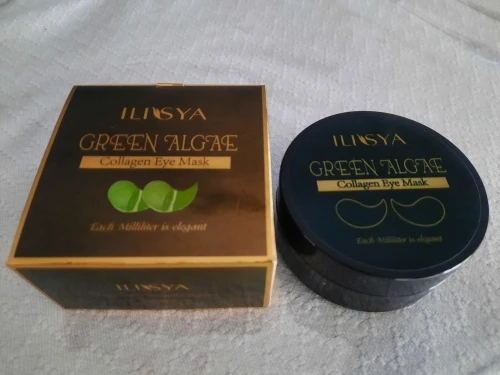 ILISYA
GREEN ALGAE
Collagen Eye Mask
Each Milliliter is elegant
ILISYA
ILISYA
GREEN ALGAE
Collagen Eye Mask
Each Milliliter is elegant